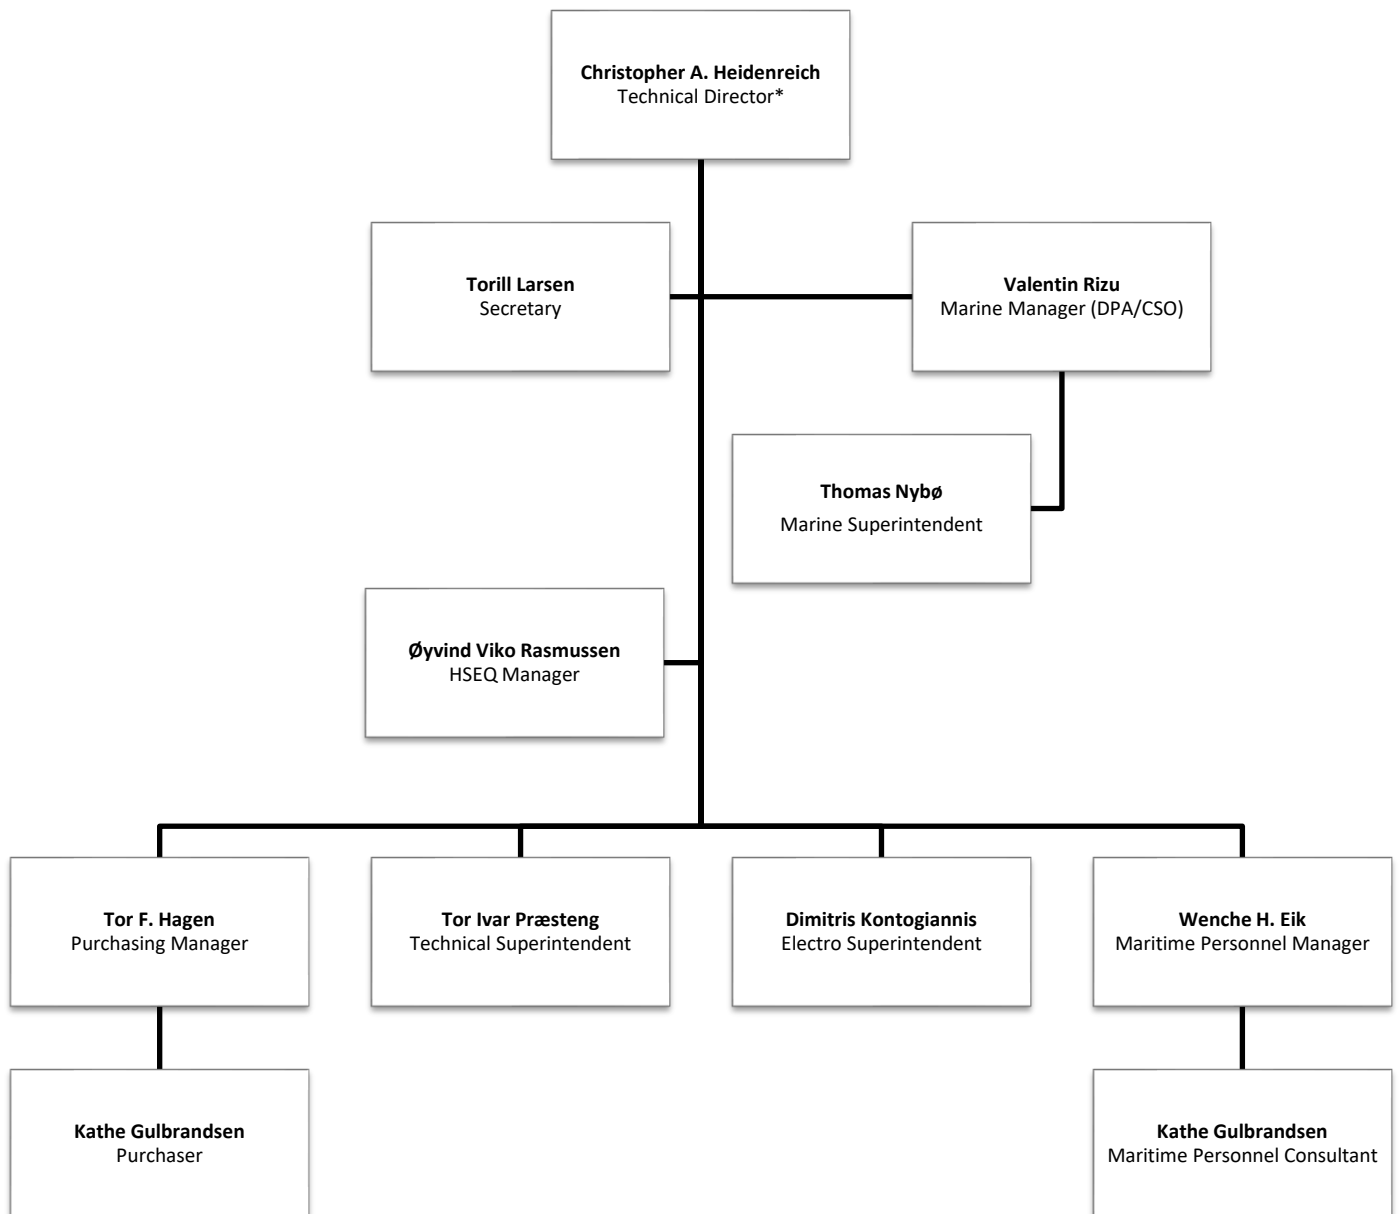 Christopher A. Heidenreich
Technical Director*
Torill Larsen
Secretary
Valentin Rizu
Marine Manager (DPA/CSO)
Thomas Nybø
Marine Superintendent
Øyvind Viko Rasmussen
HSEQ Manager
Tor F. Hagen
Purchasing Manager
Tor Ivar Præsteng
Technical Superintendent
Dimitris Kontogiannis
Electro Superintendent
Wenche H. Eik
Maritime Personnel Manager
Kathe Gulbrandsen
Purchaser
Kathe Gulbrandsen
Maritime Personnel Consultant